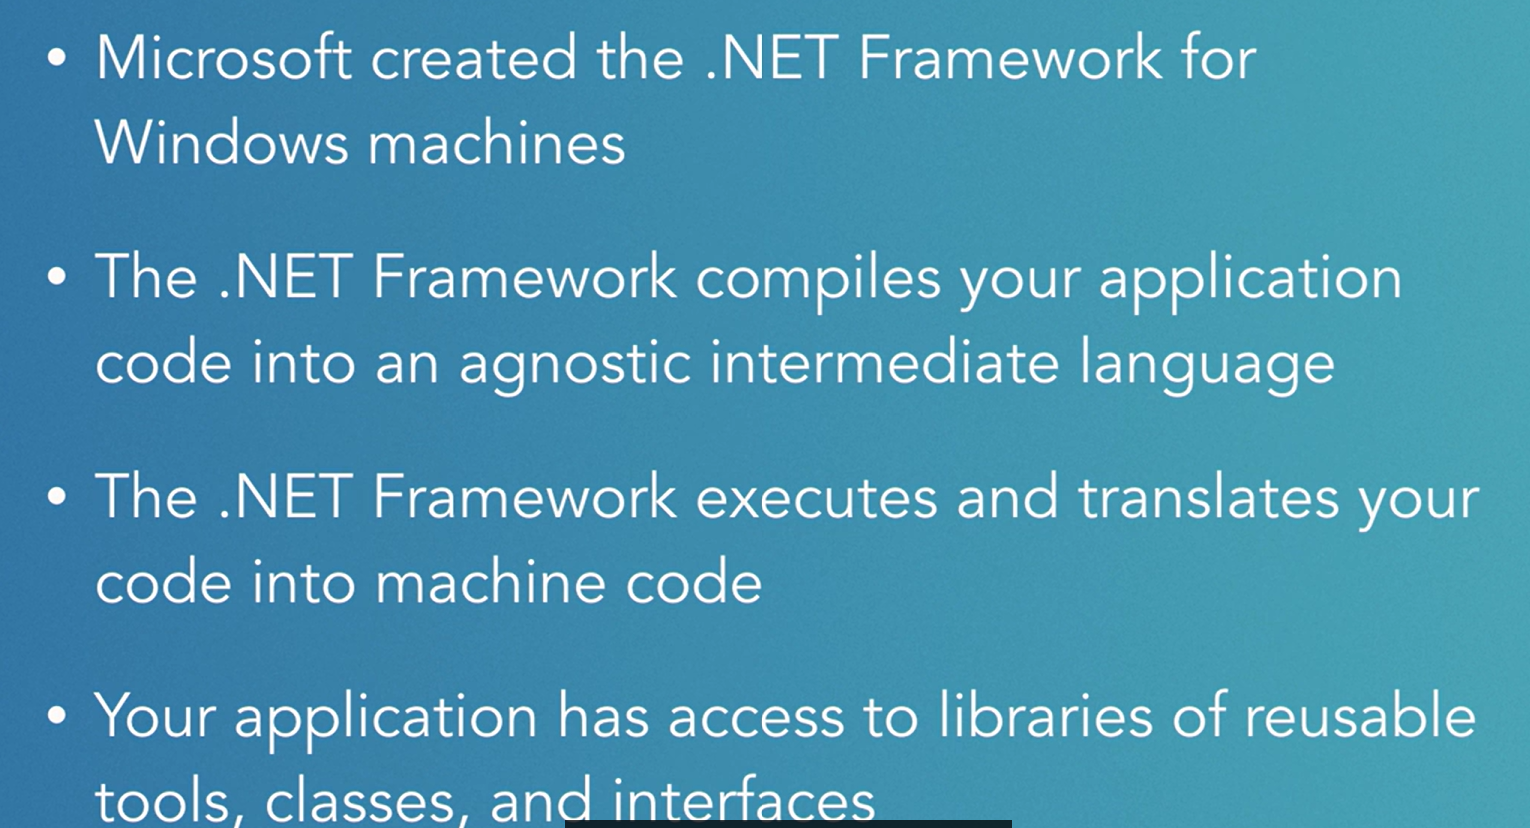 • Microsoft created the .NET Framework for
Windows machines
• The .NET Framework compiles your application
code into an agnostic intermediate language
• The .NET Framework executes and translates your
code into machine code
• Your application has access to libraries of reusable
tools, classes, and interfaces